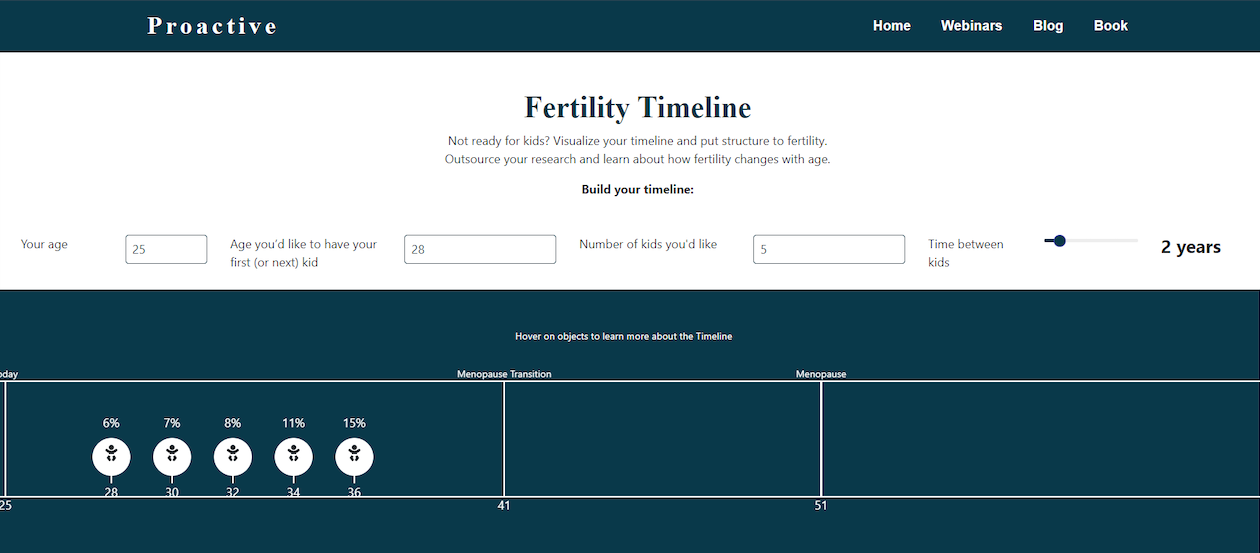 Proactive
Home Webinars Blog Book
Fertility Timeline
Not ready for kids? Visualize your timeline and put structure to fertility.
Outsource your research and learn about how fertility changes with age.
Build your timeline:
Your age
25
Age you'd like to have your
first (or next) kid
28
Number of kids you'd like
5
Time between
kids
2 years
Hover on objects to learn more about the Timeline
oday Menopause Transition Menopause
6% 7% 8% 11% 15%
28 30 32 34 36
25 41 51